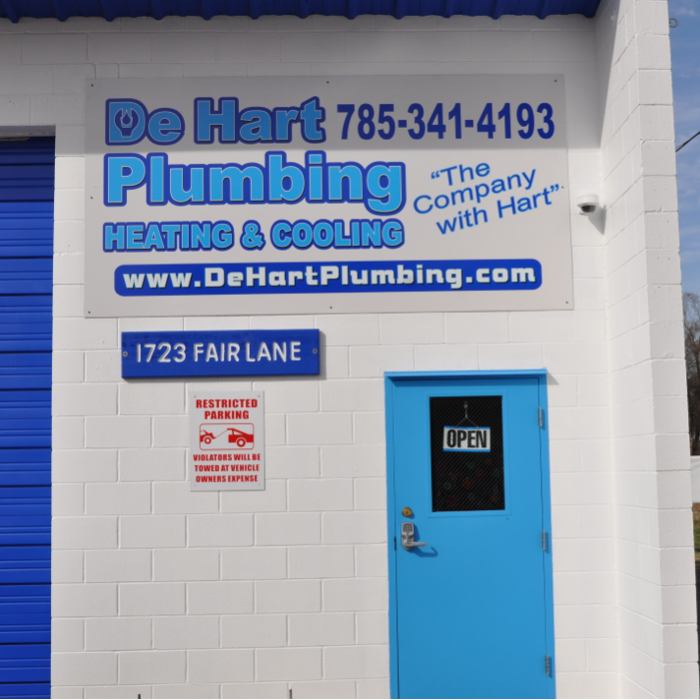 De Hart 785-341-4193
Plumbing
"The
Company
with Hart"
HEATING & COOLING
www.DeHartPlumbing.com
1723 FAIR LANE
RESTRICTED
PARKING
VIOLATORS WILL BE
TOWED AT VEHICLE
OWNERS EXPENSE
OPEN